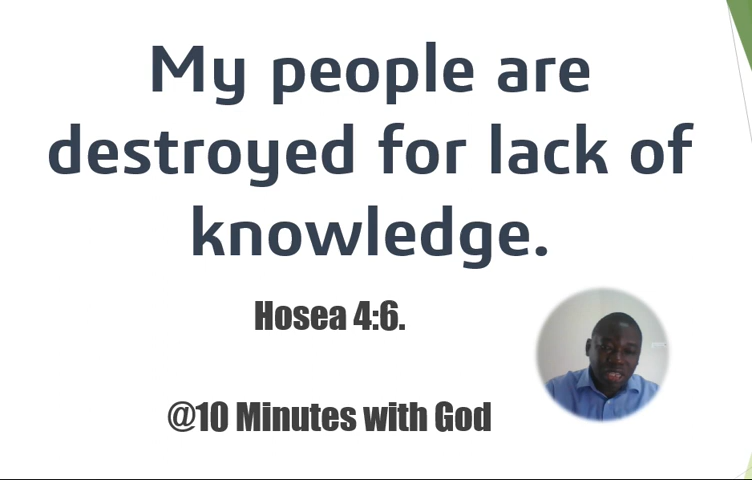 My people are
destroyed for lack of
knowledge.
Hosea 4:6.
@10 Minutes with God